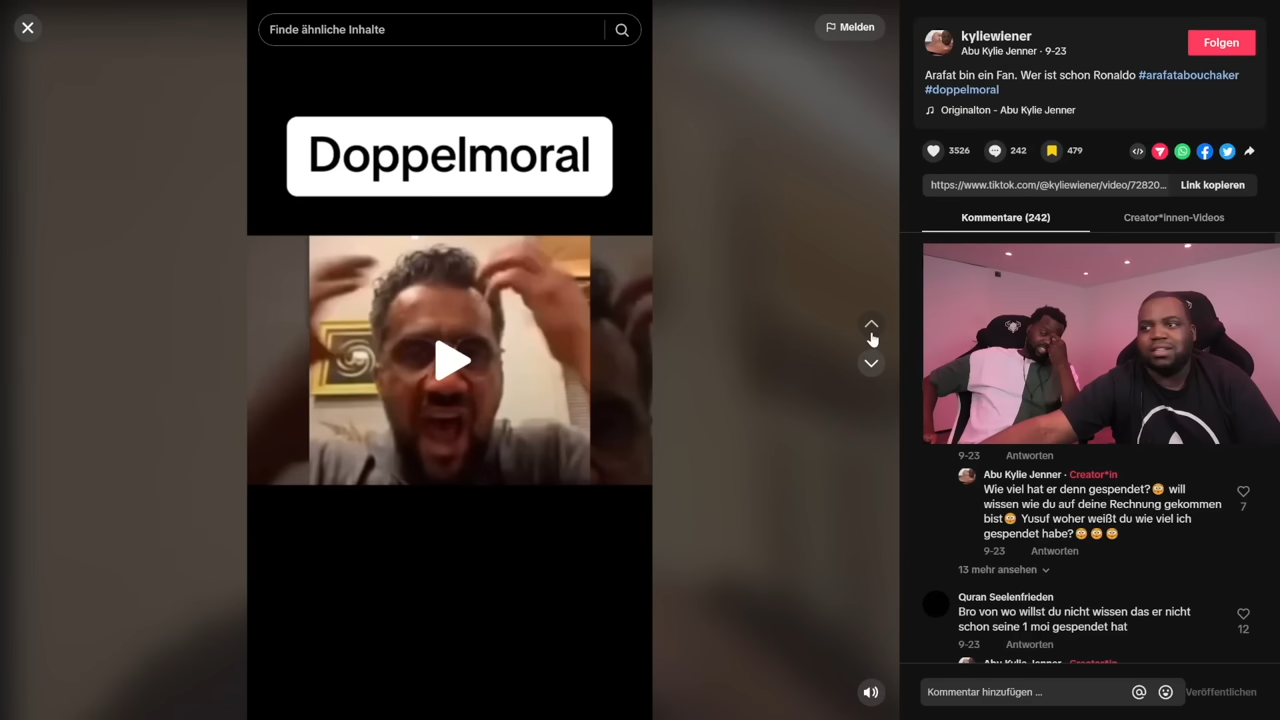 Finde ähnliche Inhalte
Melden
Doppelmoral
kyliewiener
Abu Kylie Jenner · 9-23
Folgen
Arafat bin ein Fan. Wer ist schon Ronaldo #arafatabouchaker
#doppelmoral
Originalton - Abu Kylie Jenner
3526
242
479
https://www.tiktok.com/@kyliewiener/video/72820...
Link kopieren
Kommentare (242)
Creator*innen-Videos
9-23 Antworten
Abu Kylie Jenner · Creator*in
Wie viel hat er denn gespendet?😳 will
wissen wie du auf deine Rechnung gekommen
bist😳 Yusuf woher weißt du wie viel ich
gespendet habe?😳😳😳
7
9-23 Antworten
13 mehr ansehen
Quran Seelenfrieden
Bro von wo willst du nicht wissen das er nicht
schon seine 1 moi gespendet hat
12
9-23 Antworten
Abu Kylie Jenner · Creator*in
Kommentar hinzufügen ...
Veröffentlichen